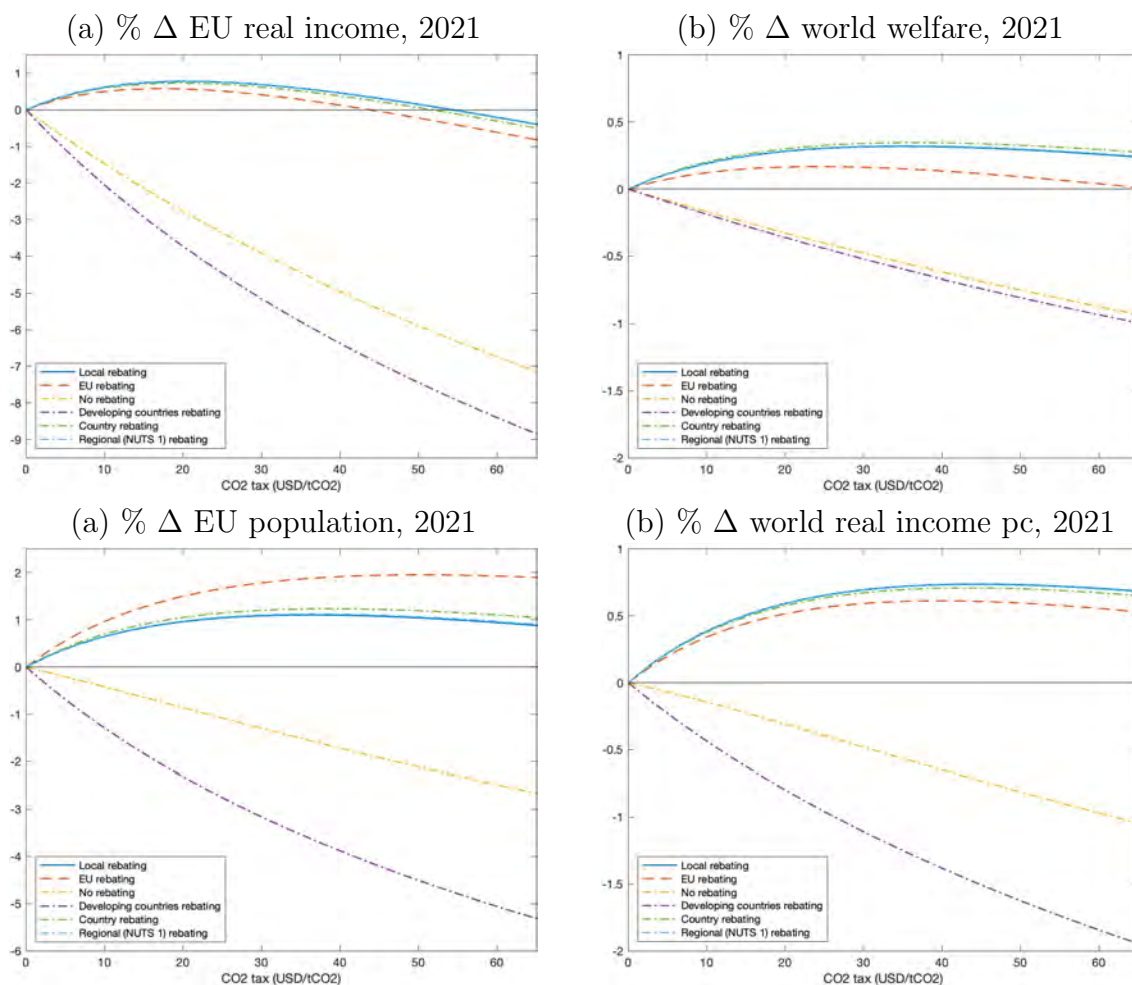 (a) % Δ EU real income, 2021
1
0
-1
-2
-3
-4
-5
-6
-7
-8
-9
Local rebating
EU rebating
No rebating
Developing countries rebating
Country rebating
Regional (NUTS 1) rebating
0 10 20 30 40 50 60
CO2 tax (USD/tCO2)
(b) % Δ world welfare, 2021
1
0.5
0
-0.5
-1
-1.5
-2
Local rebating
EU rebating
No rebating
Developing countries rebating
Country rebating
Regional (NUTS 1) rebating
0 10 20 30 40 50 60
CO2 tax (USD/tCO2)
(a) % Δ EU population, 2021
2
1
0
-1
-2
-3
-4
-5
-6
Local rebating
EU rebating
No rebating
Developing countries rebating
Country rebating
Regional (NUTS 1) rebating
0 10 20 30 40 50 60
CO2 tax (USD/tCO2)
(b) % Δ world real income pc, 2021
1
0.5
0
-0.5
-1
-1.5
-2
Local rebating
EU rebating
No rebating
Developing countries rebating
Country rebating
Regional (NUTS 1) rebating
0 10 20 30 40 50 60
CO2 tax (USD/tCO2)